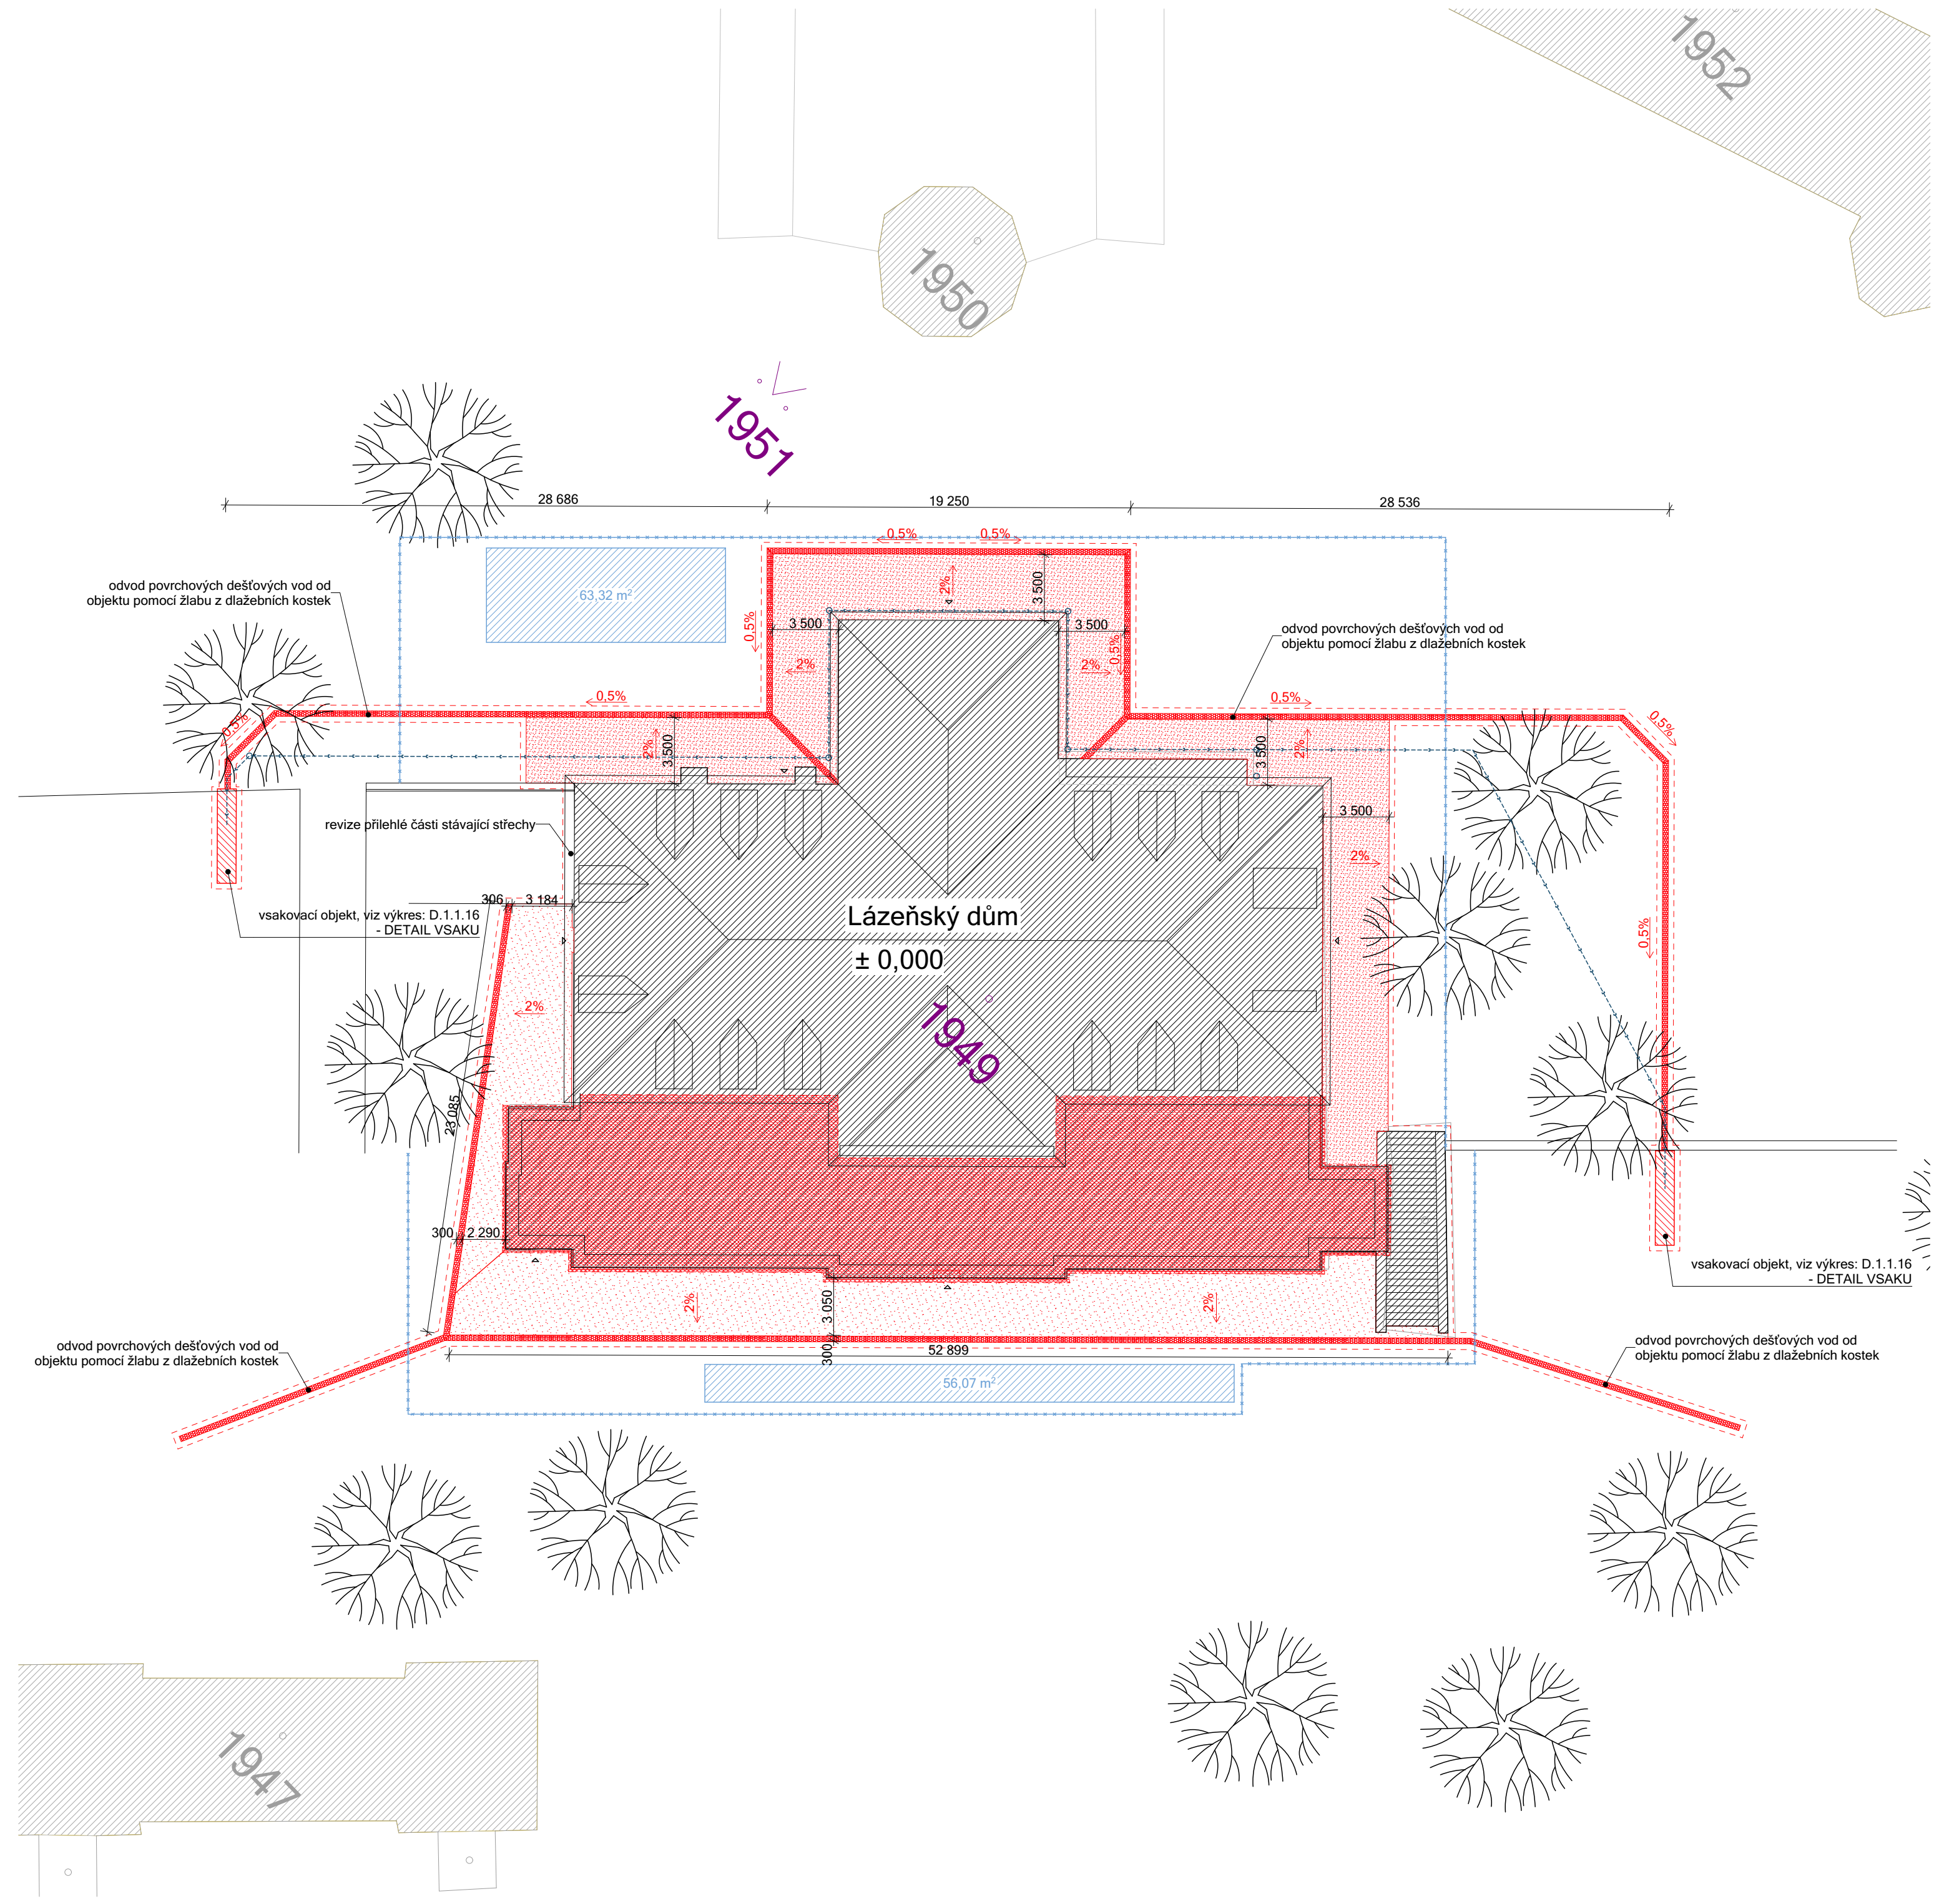 1952
1950
1951
28 686
19 250
28 536
0,5%
0,5%
odvod povrchových dešťových vod od
objektu pomocí žlabu z dlažebních kostek
63,32 m²
2%
3 500
0,5%
3 500
3 500
0,5%
odvod povrchových dešťových vod od
objektu pomocí žlabu z dlažebních kostek
2%
2%
0,5%
0,5%
0,5%
0,5%
2%
3 500
3 500
2%
revize přilehlé části stávající střechy
3 500
2%
306
3 184
vsakovací objekt, viz výkres: D.1.1.16
- DETAIL VSAKU
Lázeňský dům
± 0,000
0,5%
2%
1949
23 085
300
2 290
vsakovací objekt, viz výkres: D.1.1.16
- DETAIL VSAKU
2%
3 050
2%
odvod povrchových dešťových vod od
objektu pomocí žlabu z dlažebních kostek
300
52 899
odvod povrchových dešťových vod od
objektu pomocí žlabu z dlažebních kostek
56,07 m²
1947